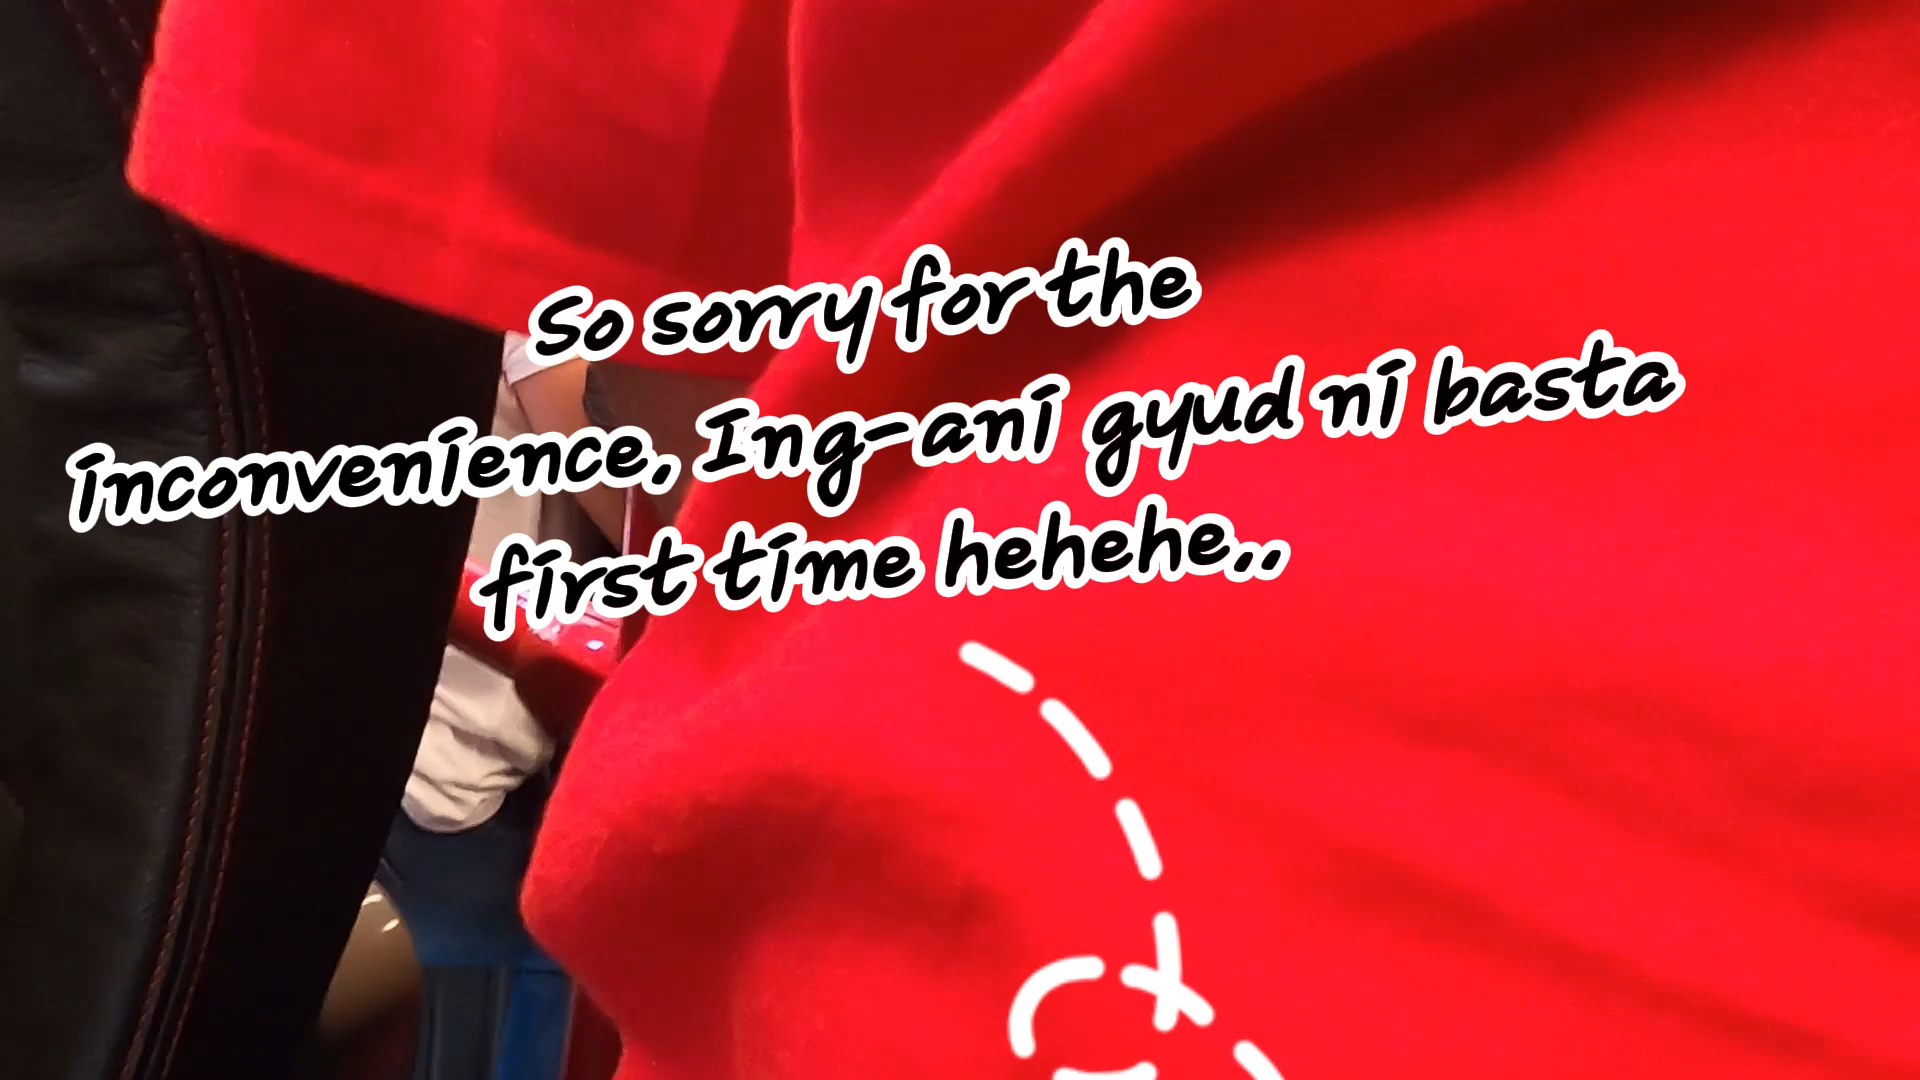 So sorry for the
inconvenience, Ing-ani gyud ni basta
first time hehehe..